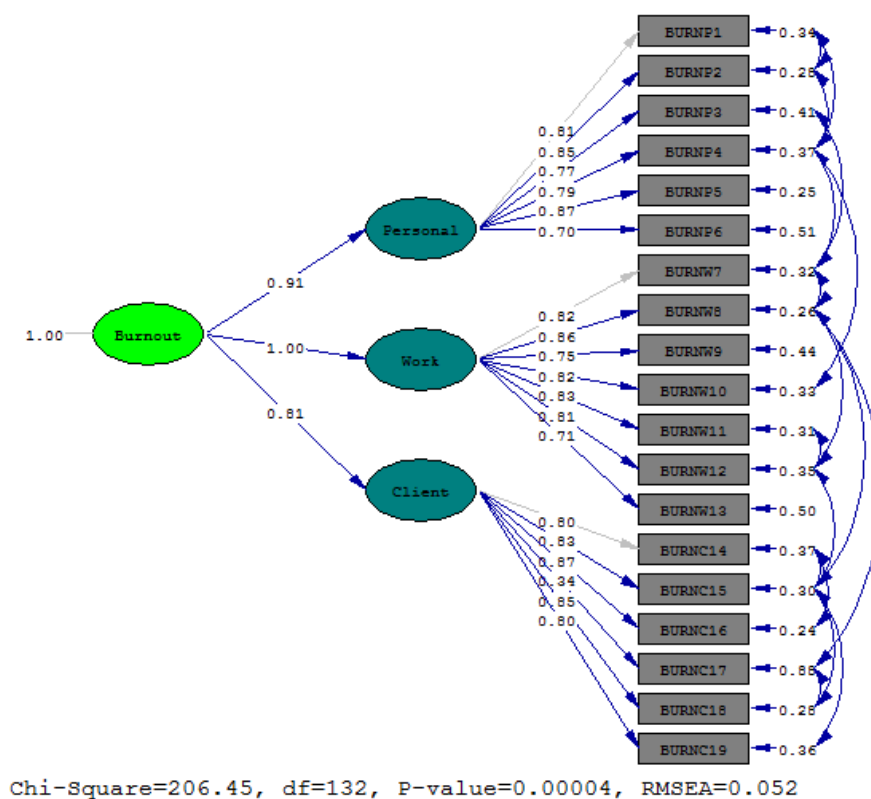 BURNP1 0.34
BURNP2 0.28
BURNP3 0.41
0.81
BURNP4 0.37
0.85
0.77
BURNP5 0.25
0.79
0.87
Personal
BURNP6 0.51
0.70
BURNW7 0.32
0.91
BURNW8 0.26
0.82
1.00 Burnout
0.86
1.00
BURNW9 0.44
0.75
Work
0.82
BURNW10 0.33
0.83
0.81
BURNW11 0.31
0.81
0.71
BURNW12 0.35
Client
BURNW13 0.50
0.80
BURNC14 0.37
0.83
0.87
BURNC15 0.30
0.34
0.85
BURNC16 0.24
0.80
BURNC17 0.88
BURNC18 0.28
BURNC19 0.36
Chi-Square=206.45, df=132, P-value=0.00004, RMSEA=0.052